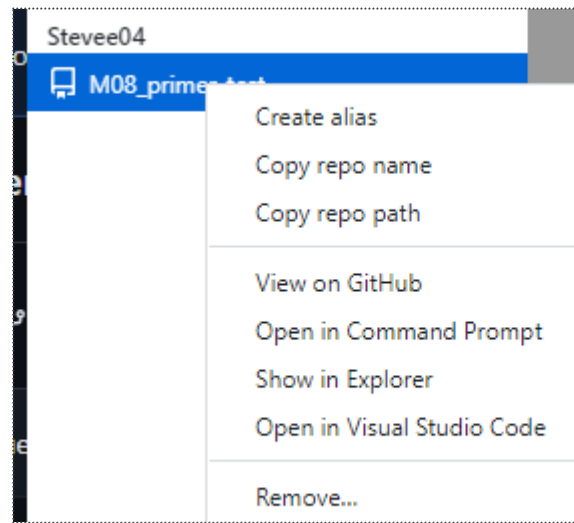 Stevee04
M08_primer_test
Create alias
Copy repo name
Copy repo path
View on GitHub
Open in Command Prompt
Show in Explorer
Open in Visual Studio Code
Remove...